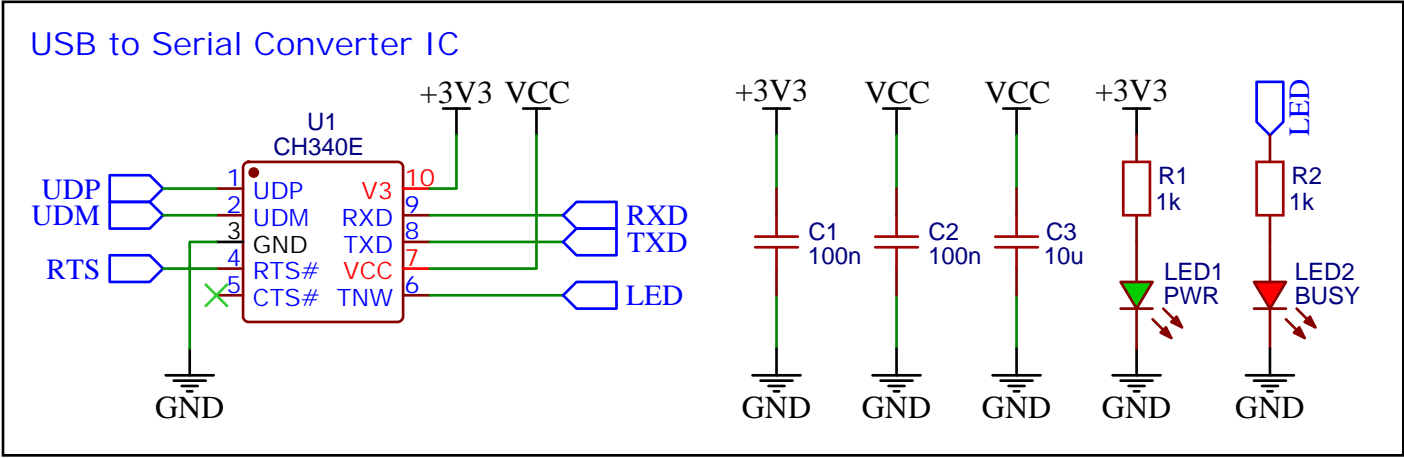 USB to Serial Converter IC
+3V3 VCC
U1
CH340E
UDP
UDM
RTS
1 UDP
2 UDM
3 GND
4 RTS#
5 CTS#
V3 10
RXD 9
TXD 8
VCC 7
TNW 6
RXD
TXD
LED
GND
+3V3
C1
100n
GND
VCC
C2
100n
GND
VCC
C3
10u
GND
+3V3
R1
1k
LED1
PWR
GND
LED
R2
1k
LED2
BUSY
GND